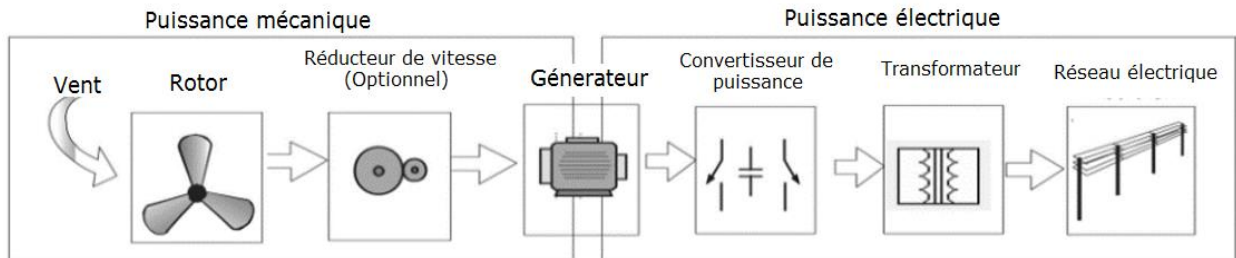 Puissance mécanique
Puissance électrique
Vent
Rotor
Réducteur de vitesse
(Optionnel)
Génerateur
Convertisseur de
puissance
Transformateur
Réseau électrique